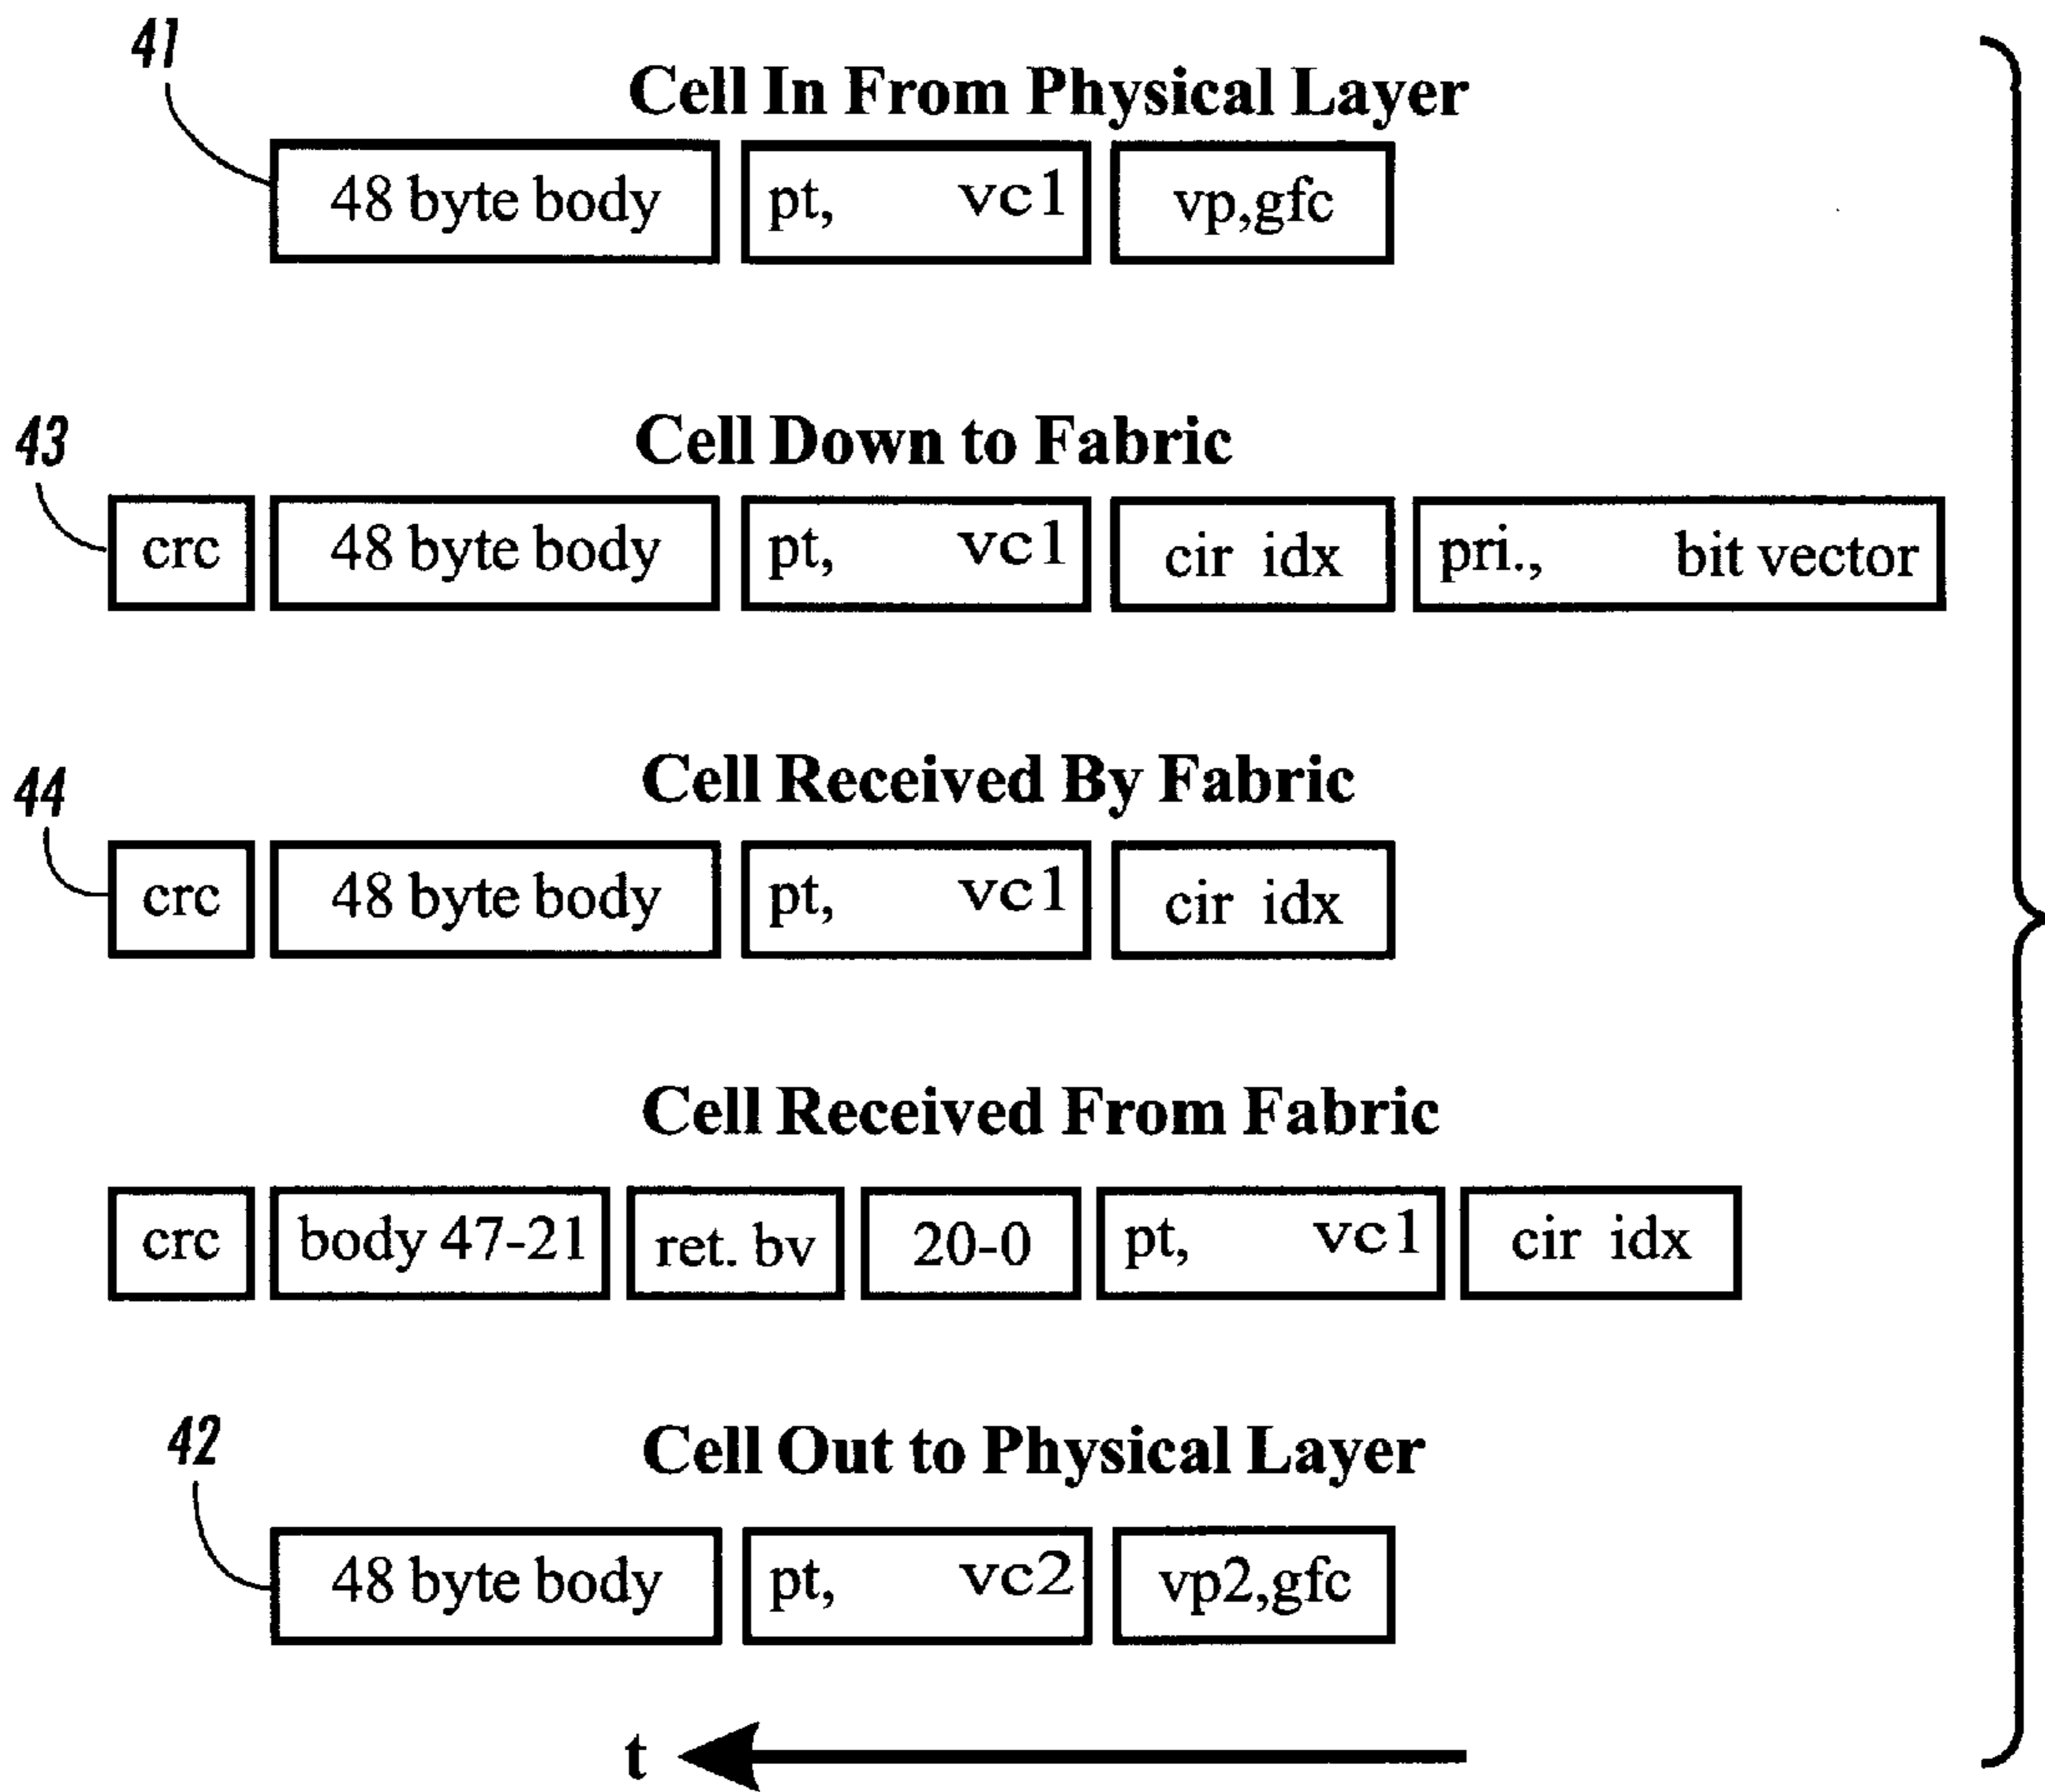 41
Cell In From Physical Layer
48 byte body pt, vc1 vp,gfc
43
Cell Down to Fabric
crc 48 byte body pt, vc1 cir idx pri., bit vector
44
Cell Received By Fabric
crc 48 byte body pt, vc1 cir idx
Cell Received From Fabric
crc body 47-21 ret. bv 20-0 pt, vc1 cir idx
42
Cell Out to Physical Layer
48 byte body pt, vc2 vp2,gfc
t